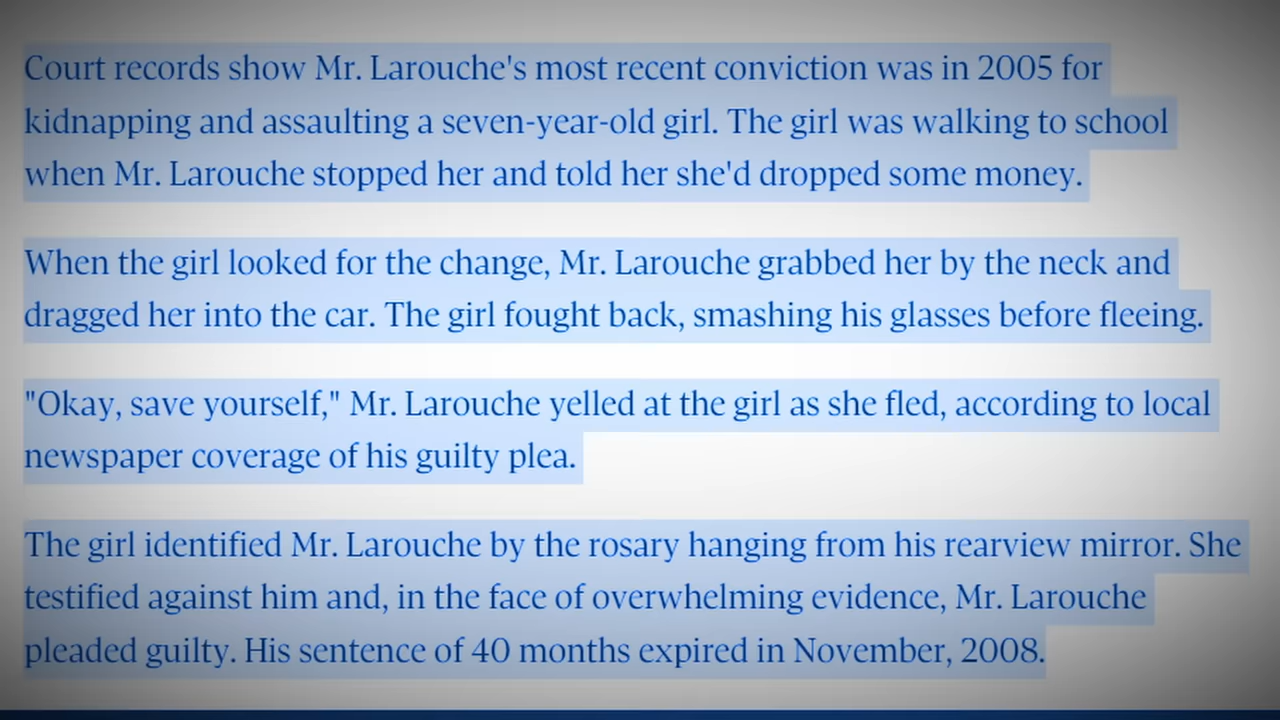 Court records show Mr. Larouche's most recent conviction was in 2005 for
kidnapping and assaulting a seven-year-old girl. The girl was walking to school
when Mr. Larouche stopped her and told her she'd dropped some money.
When the girl looked for the change, Mr. Larouche grabbed her by the neck and
dragged her into the car. The girl fought back, smashing his glasses before fleeing.
"Okay, save yourself," Mr. Larouche yelled at the girl as she fled, according to local
newspaper coverage of his guilty plea.
The girl identified Mr. Larouche by the rosary hanging from his rearview mirror. She
testified against him and, in the face of overwhelming evidence, Mr. Larouche
pleaded guilty. His sentence of 40 months expired in November, 2008.